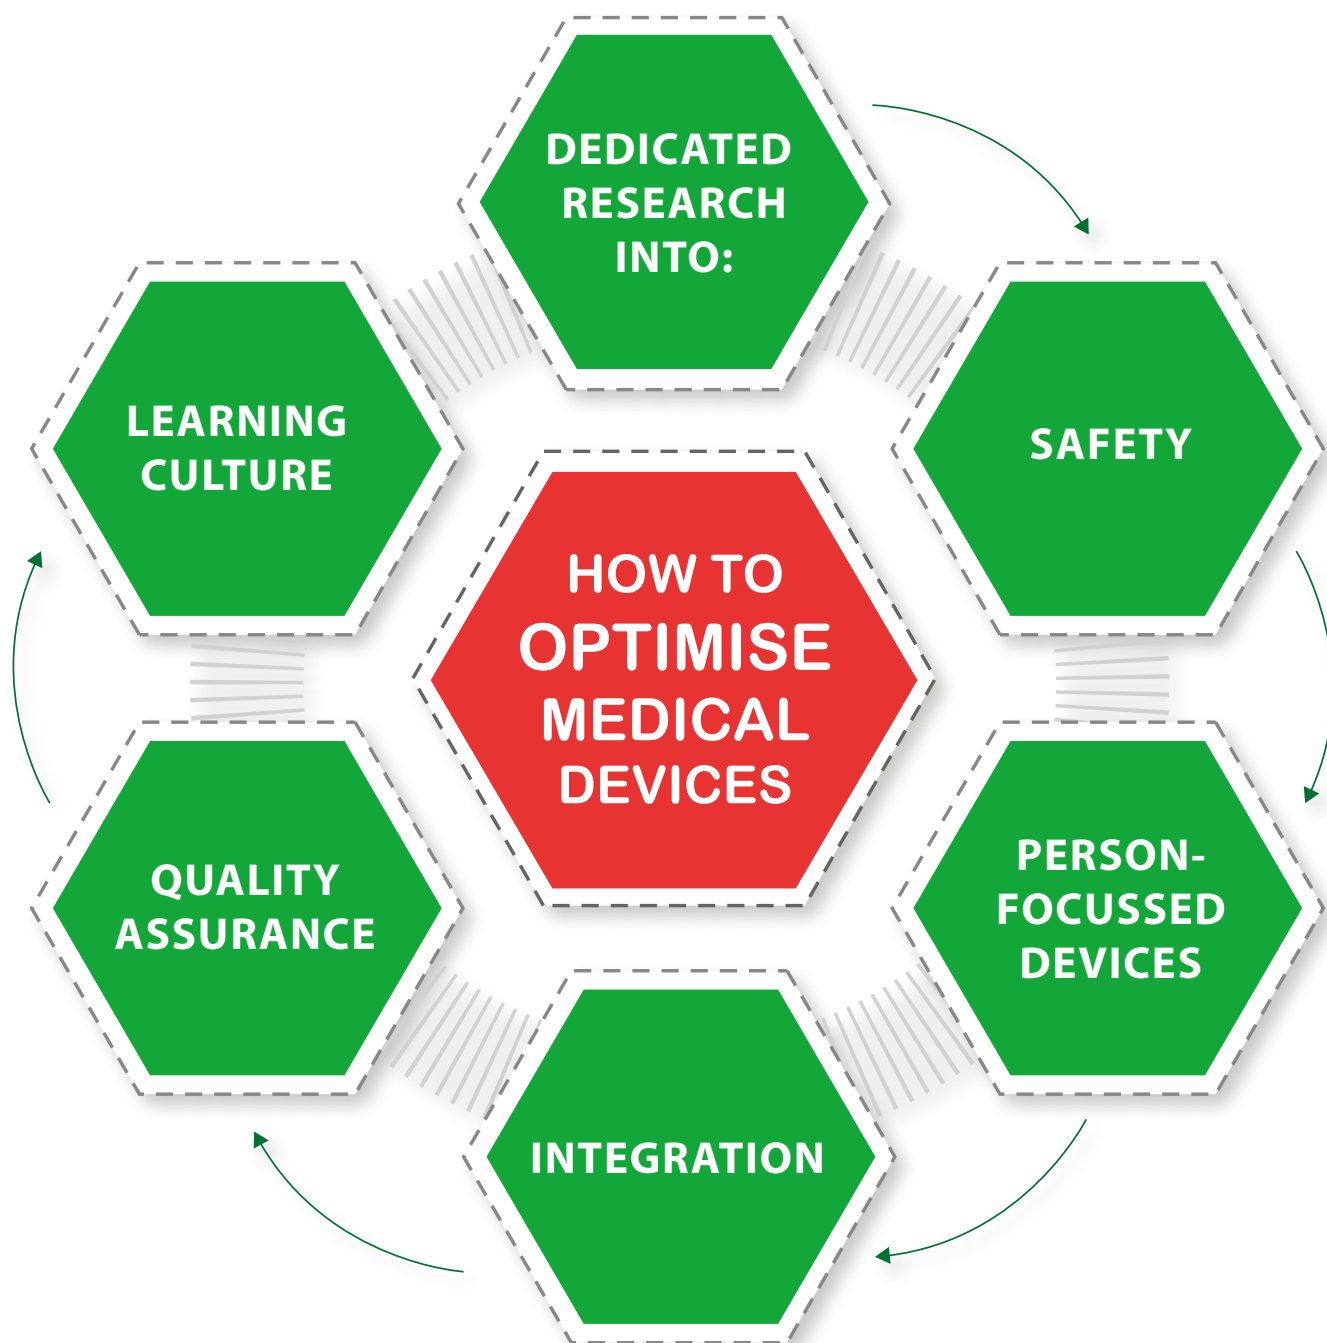 DEDICATED
RESEARCH
INTO:
SAFETY
PERSON-
FOCUSSED
DEVICES
INTEGRATION
QUALITY
ASSURANCE
LEARNING
CULTURE
HOW TO
OPTIMISE
MEDICAL
DEVICES